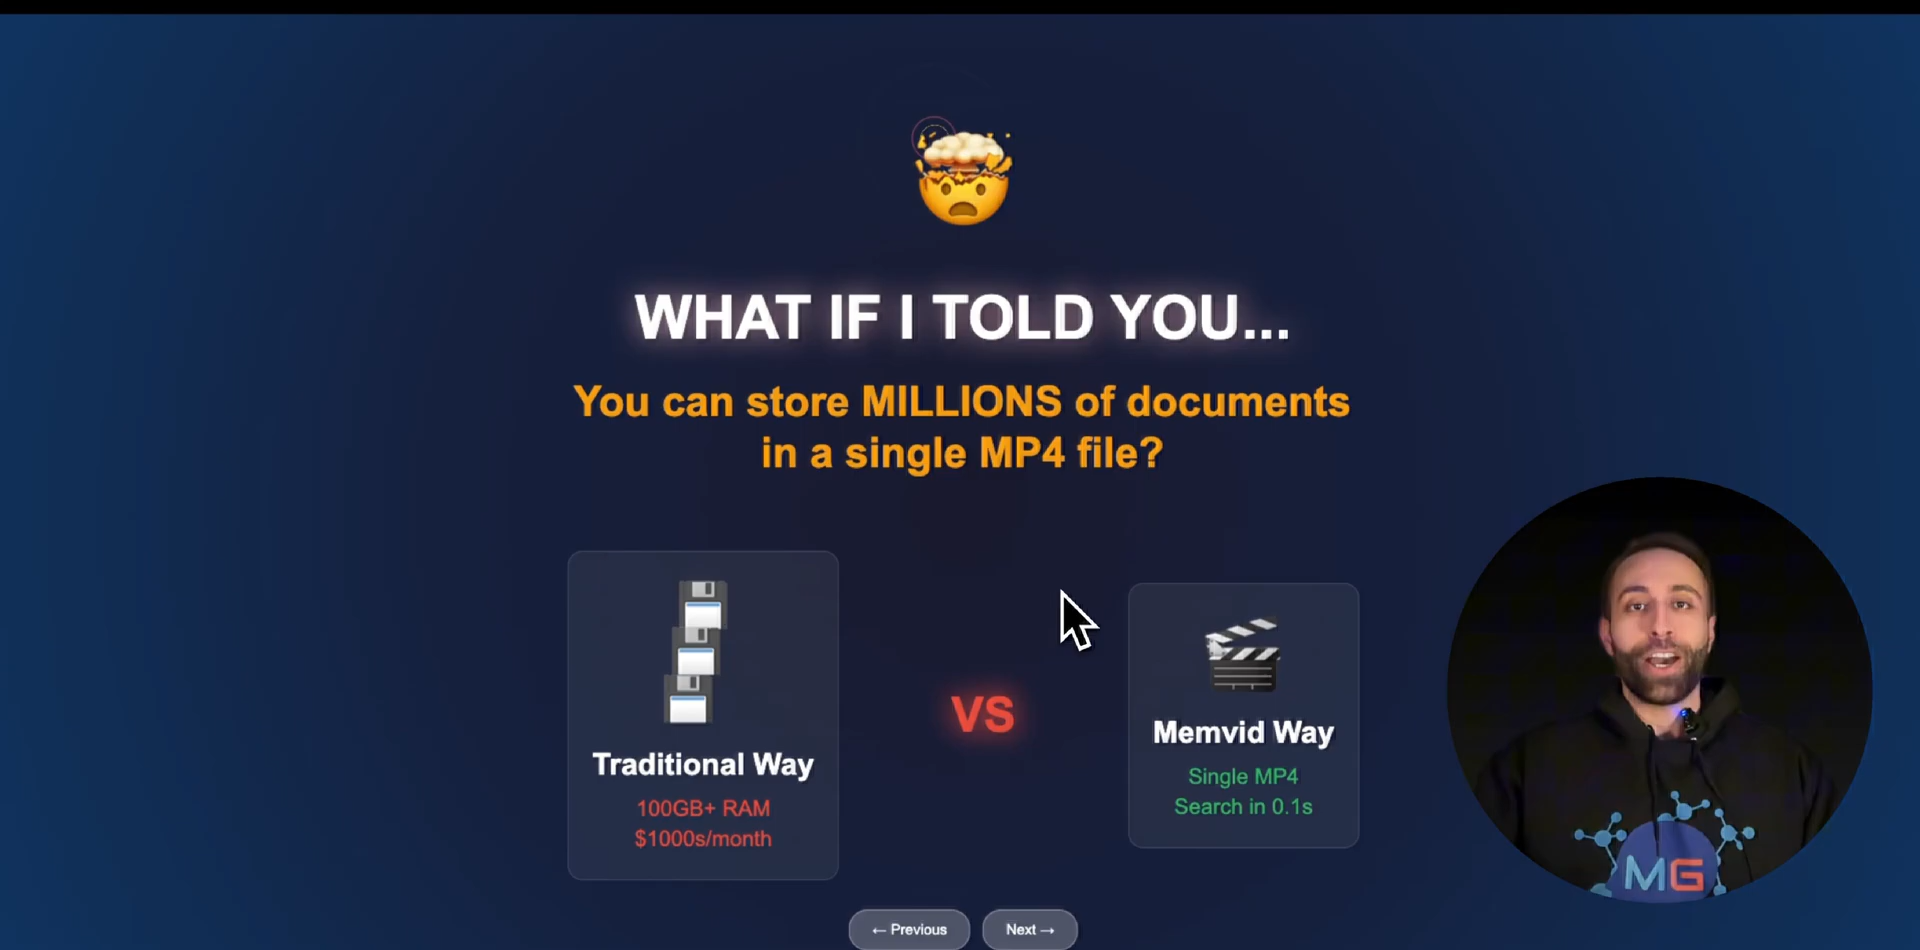 WHAT IF I TOLD YOU...
You can store MILLIONS of documents
in a single MP4 file?
Traditional Way
100GB+ RAM
$1000s/month
VS
Memvid Way
Single MP4
Search in 0.1s
MG
← Previous
Next →